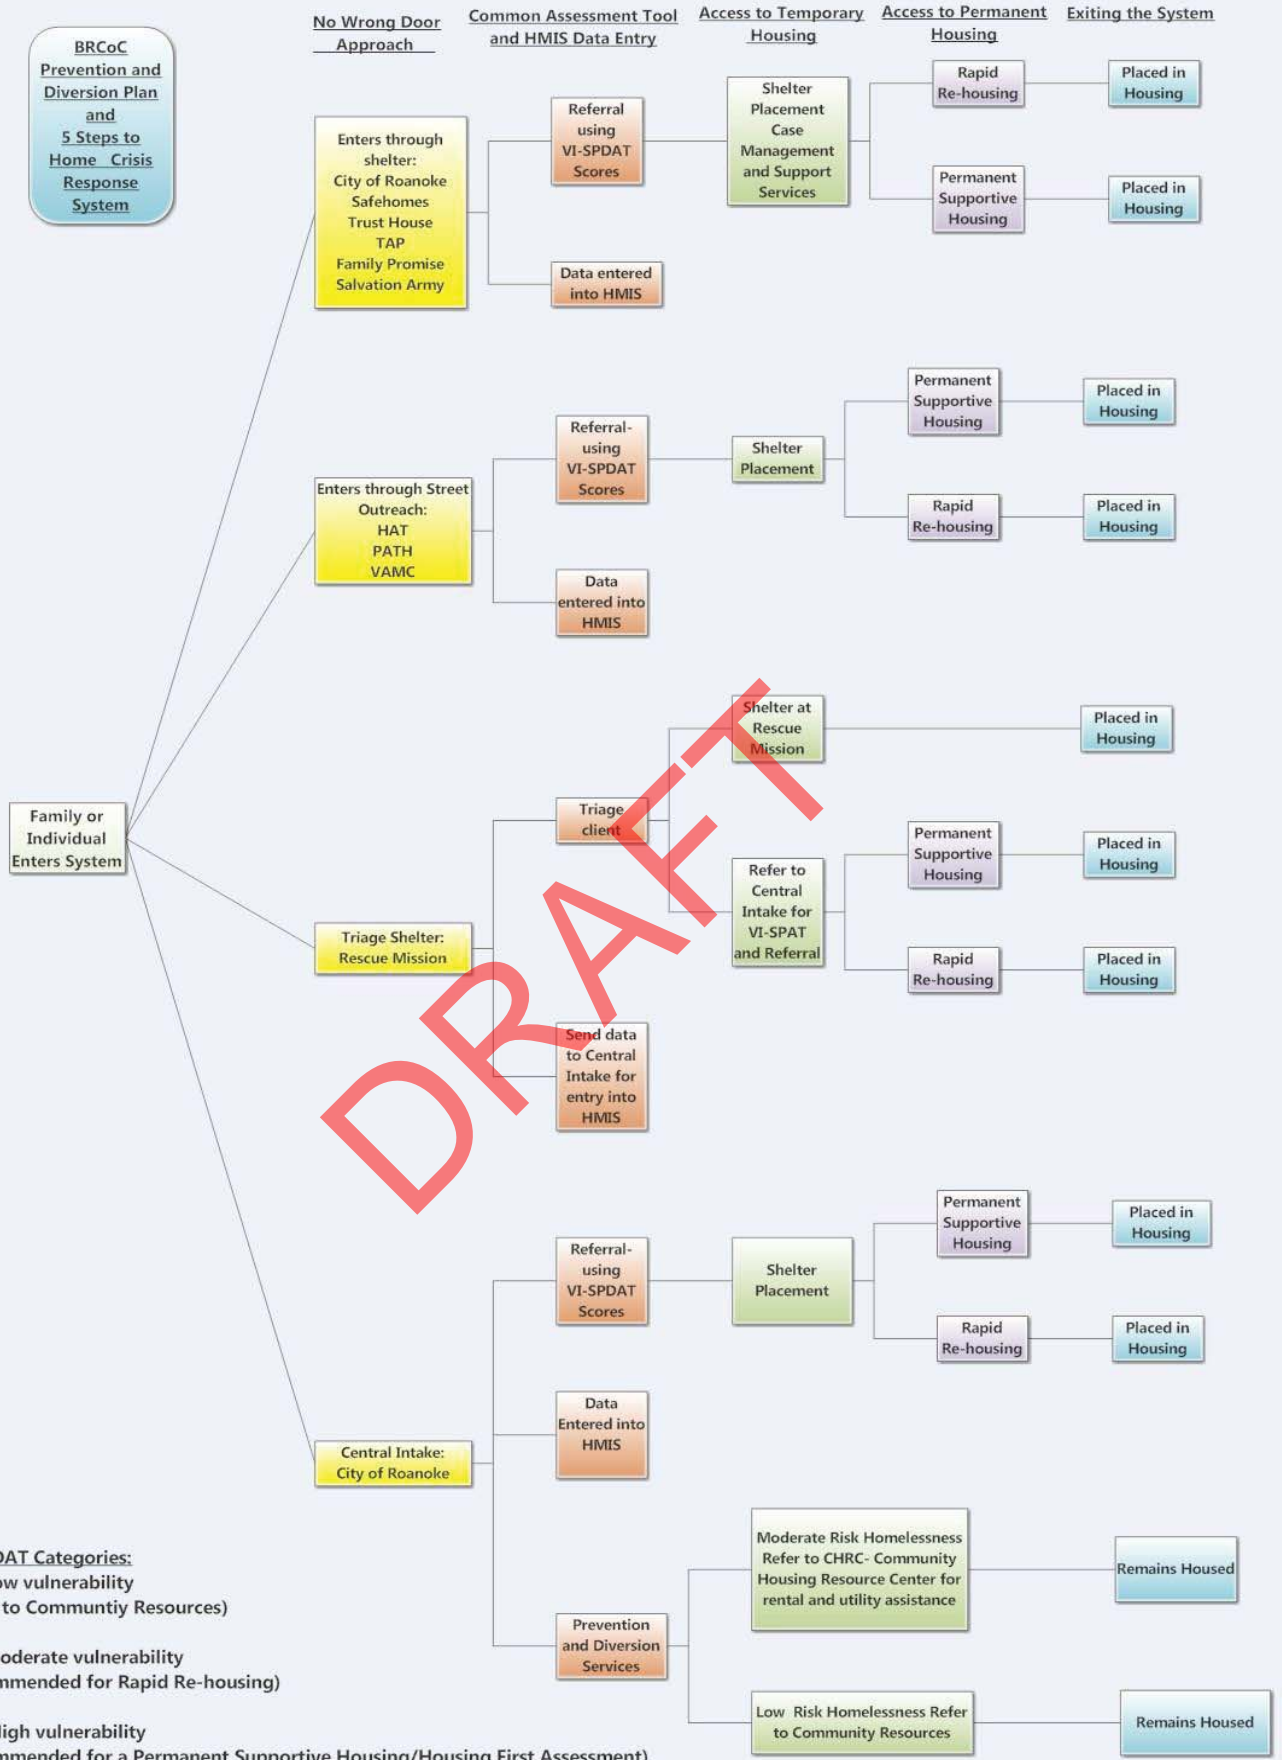 No Wrong Door
Approach
Common Assessment Tool
and HMIS Data Entry
Access to Temporary
Housing
Access to Permanent
Housing
Exiting the System
BRCoC
Prevention and
Diversion Plan
and
5 Steps to
Home Crisis
Response
System
Enters through
shelter:
City of Roanoke
Safehomes
Trust House
TAP
Family Promise
Salvation Army
Referral
using
VI-SPDAT
Scores
Data entered
into HMIS
Shelter
Placement
Case
Management
and Support
Services
Rapid
Re-housing
Placed in
Housing
Permanent
Supportive
Housing
Placed in
Housing
Enters through Street
Outreach:
HAT
PATH
VAMC
Referral-
using
VI-SPDAT
Scores
Data
entered into
HMIS
Shelter
Placement
Permanent
Supportive
Housing
Placed in
Housing
Rapid
Re-housing
Placed in
Housing
Family or
Individual
Enters System
Triage Shelter:
Rescue Mission
Triage
client
Send data
to Central
Intake for
entry into
HMIS
Shelter at
Rescue
Mission
Placed in
Housing
Refer to
Central
Intake for
VI-SPAT
and Referral
Permanent
Supportive
Housing
Placed in
Housing
Rapid
Re-housing
Placed in
Housing
DRAFT
Central Intake:
City of Roanoke
Referral-
using
VI-SPDAT
Scores
Data
Entered into
HMIS
Prevention
and Diversion
Services
Shelter
Placement
Permanent
Supportive
Housing
Placed in
Housing
Rapid
Re-housing
Placed in
Housing
Moderate Risk Homelessness
Refer to CHRC- Community
Housing Resource Center for
rental and utility assistance
Remains Housed
Low Risk Homelessness Refer
to Community Resources
Remains Housed
Categories:
vulnerability
to Communtiy Resources)
vulnerability
for Rapid Re-housing)
vulnerability
for a Permanent Supportive Housing/Housing First Assessment)